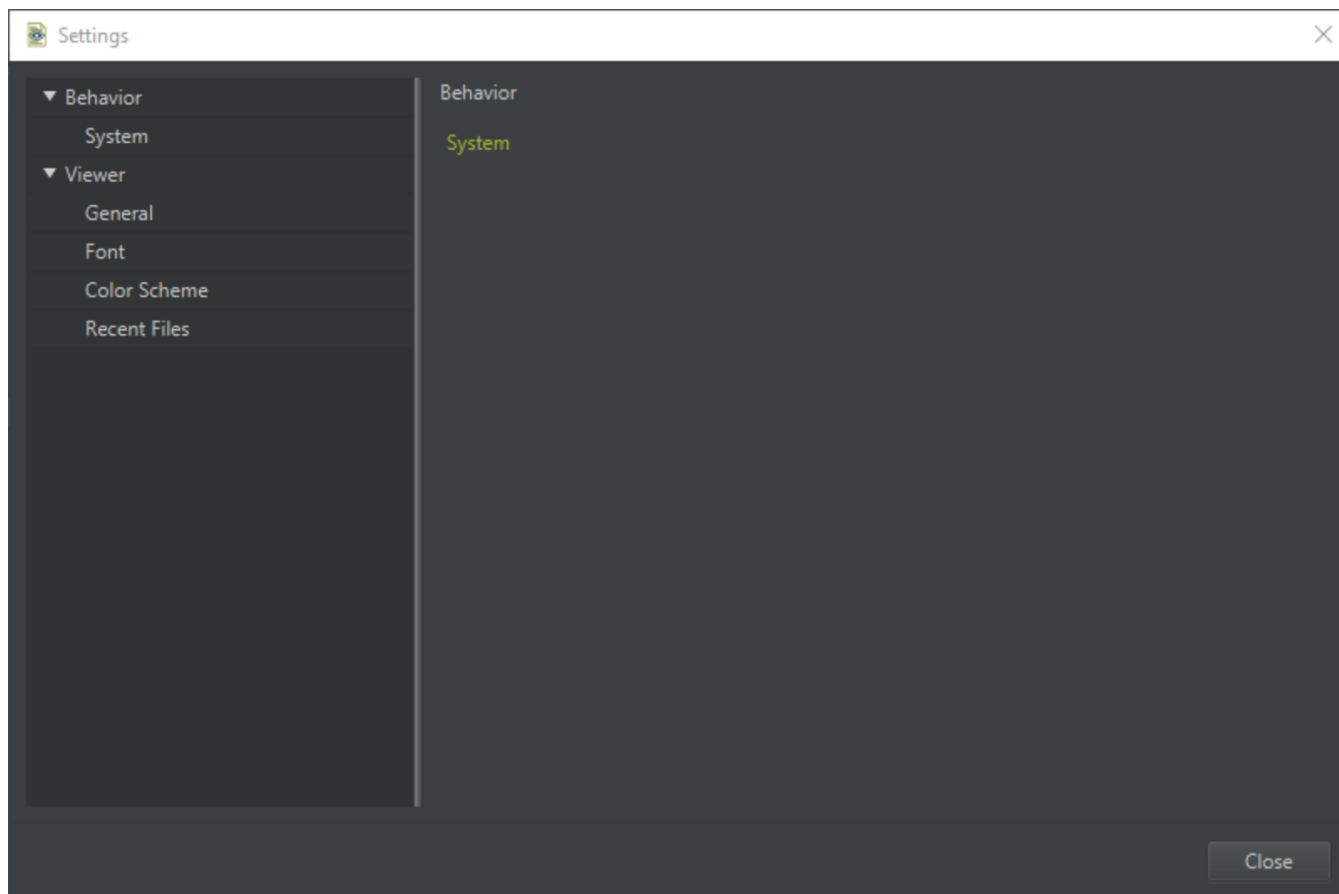 Settings
Behavior
System
Viewer
General
Font
Color Scheme
Recent Files
Behavior
System
Close